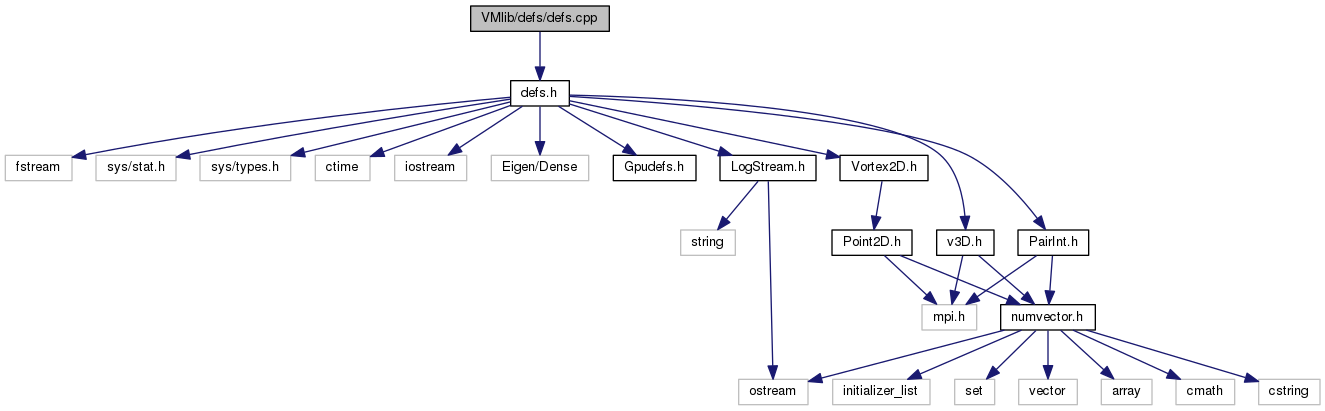 VMlib/defs/defs.cpp
defs.h
fstream
sys/stat.h
sys/types.h
ctime
iostream
Eigen/Dense
Gpudefs.h
LogStream.h
Vortex2D.h
string
Point2D.h
v3D.h
PairInt.h
mpi.h
numvector.h
ostream
initializer_list
set
vector
array
cmath
cstring